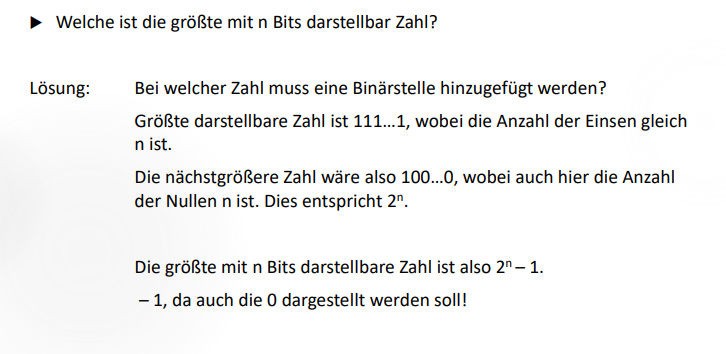 ▶ Welche ist die größte mit n Bits darstellbar Zahl?
Lösung: Bei welcher Zahl muss eine Binärstelle hinzugefügt werden?
Größte darstellbare Zahl ist 111…1, wobei die Anzahl der Einsen gleich
n ist.
Die nächstgrößere Zahl wäre also 100…0, wobei auch hier die Anzahl
der Nullen n ist. Dies entspricht 2ⁿ.
Die größte mit n Bits darstellbare Zahl ist also 2ⁿ – 1.
– 1, da auch die 0 dargestellt werden soll!